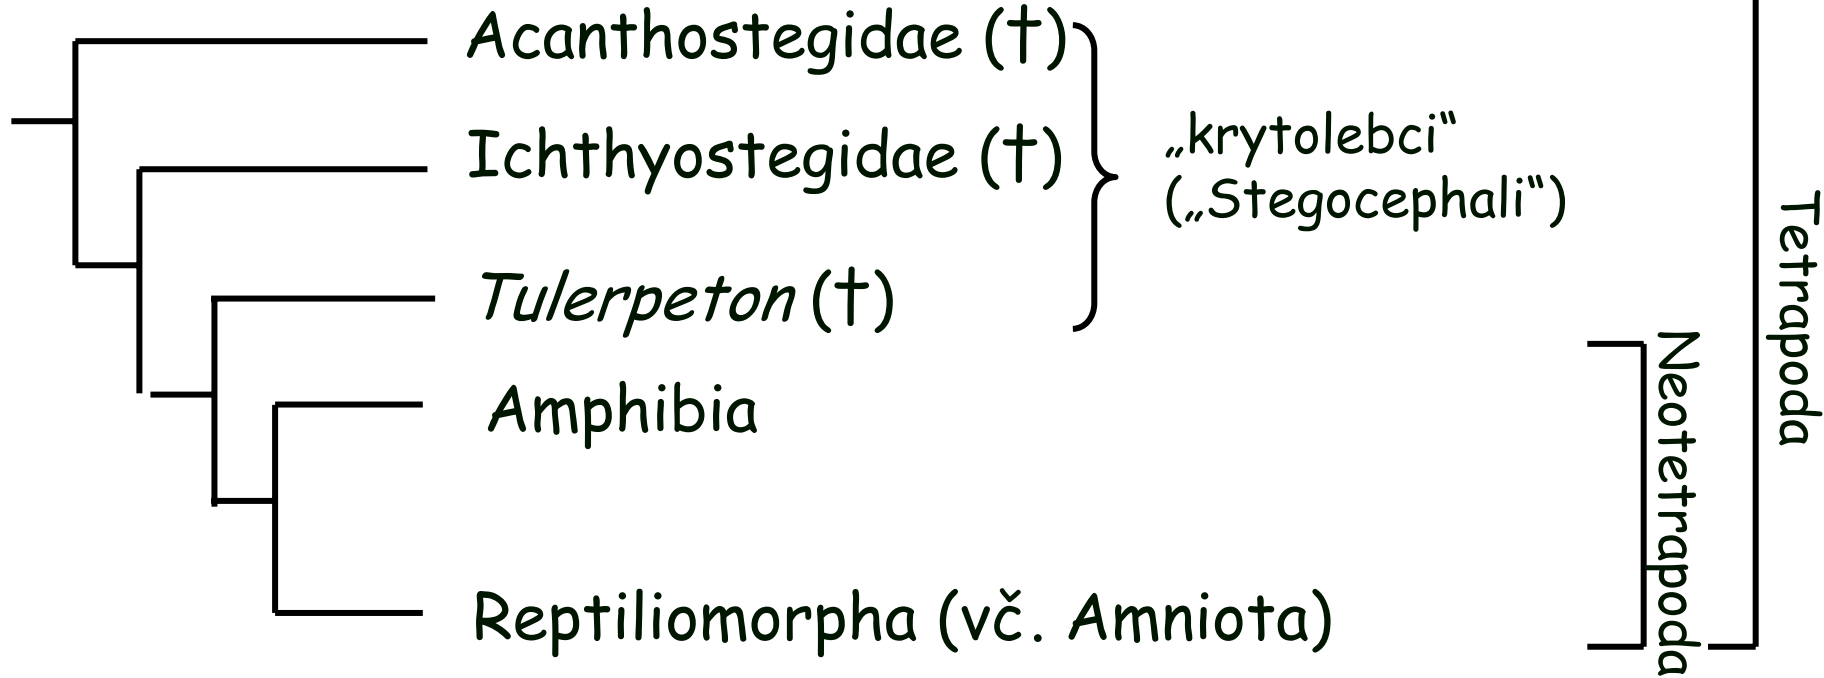 Acanthostegidae (†)
Ichthyostegidae (†)
„krytolebci“
(„Stegocephali“)
Tulerpeton (†)
Amphibia
Reptiliomorpha (vč. Amniota)
Neotetrapoda
Tetrapoda